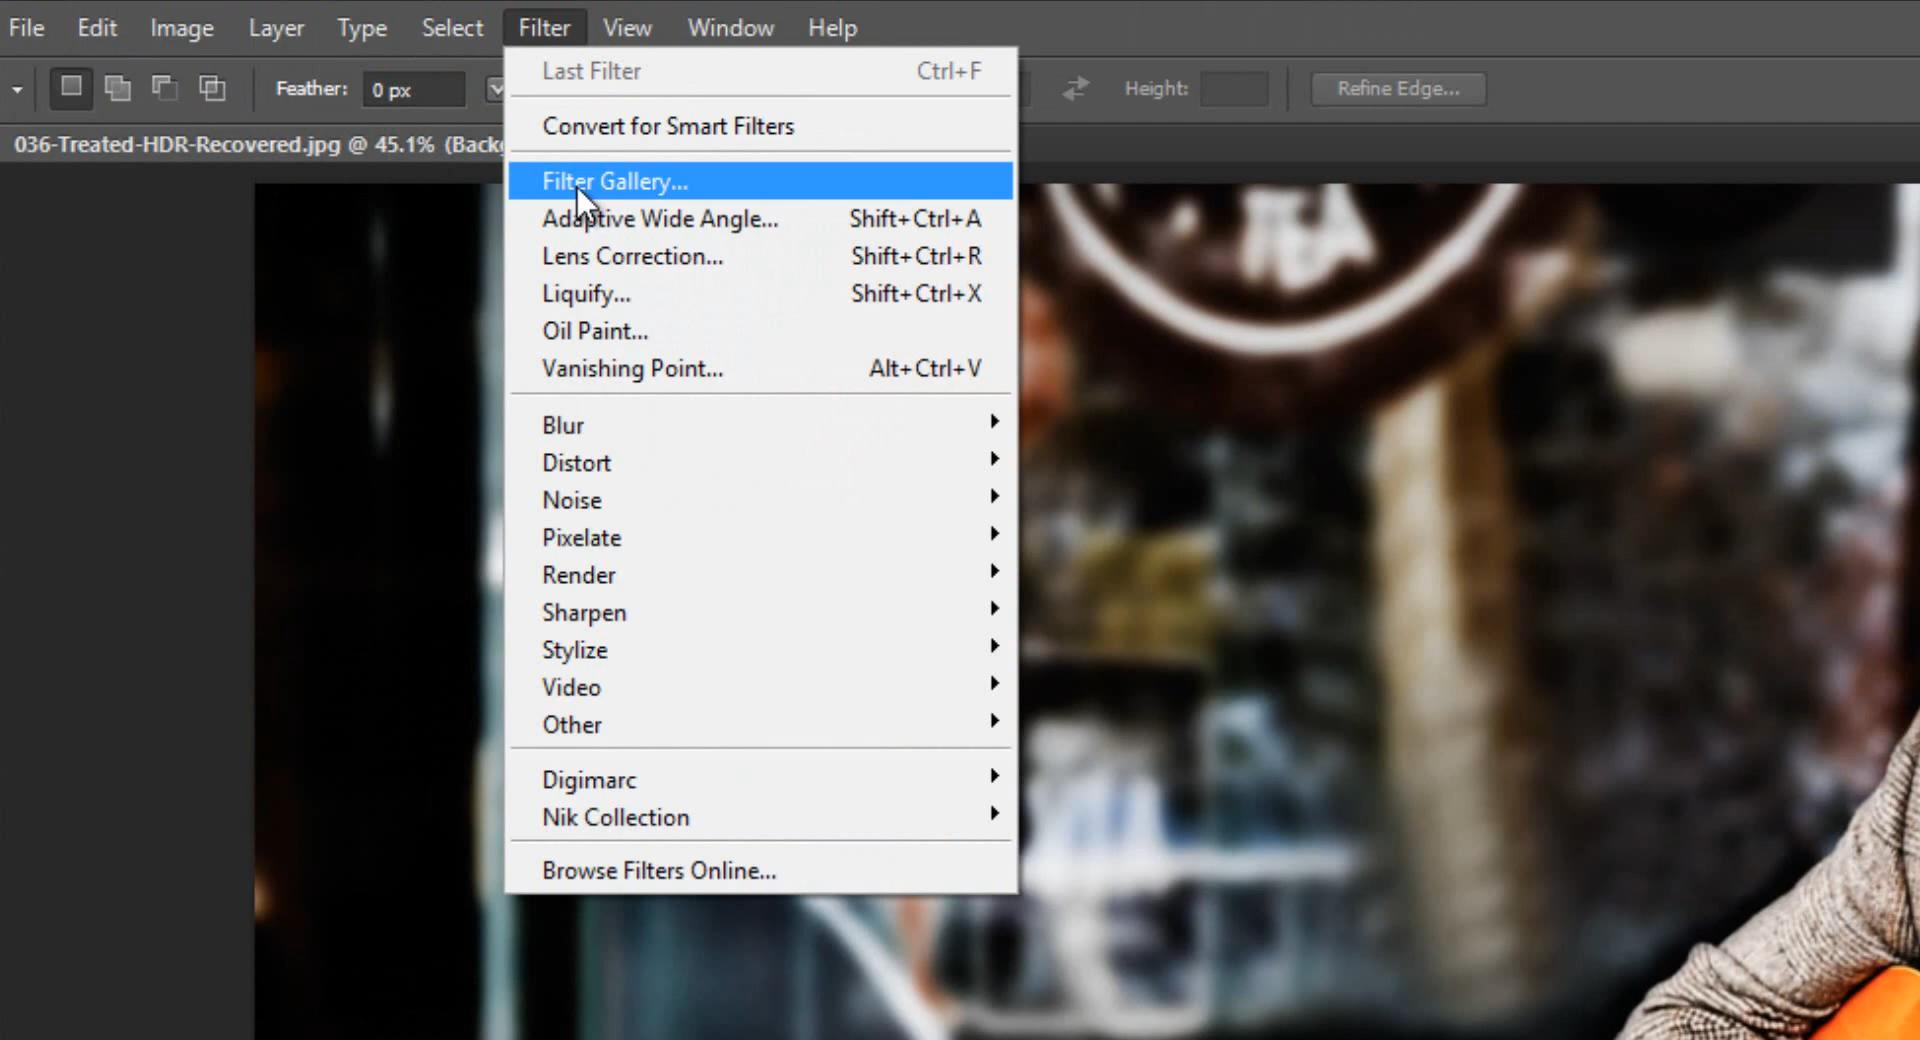 File Edit Image Layer Type Select Filter View Window Help
Feather: 0 px Height: Refine Edge...
036-Treated-HDR-Recovered.jpg @ 45.1% (Backg
Last Filter Ctrl+F
Convert for Smart Filters
Filter Gallery...
Adaptive Wide Angle... Shift+Ctrl+A
Lens Correction... Shift+Ctrl+R
Liquify... Shift+Ctrl+X
Oil Paint...
Vanishing Point... Alt+Ctrl+V
Blur
Distort
Noise
Pixelate
Render
Sharpen
Stylize
Video
Other
Digimarc
Nik Collection
Browse Filters Online...